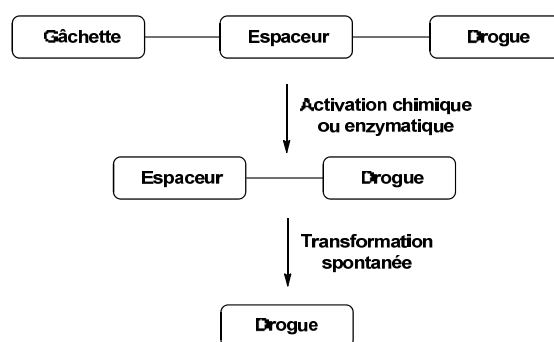 Gâchette Espaceur Drogue
Activation chimique
ou enzymatique
Espaceur Drogue
Transformation
spontanée
Drogue